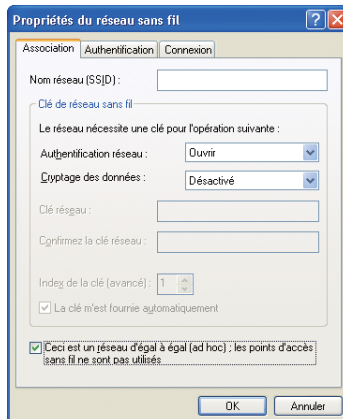 Propriétés du réseau sans fil
Association Authentification Connexion
Nom réseau (SSID) :
Clé de réseau sans fil
Le réseau nécessite une clé pour l'opération suivante :
Authentification réseau : Ouvrir
Cryptage des données : Désactivé
Clé réseau :
Confirmez la clé réseau :
Index de la clé (avancé) : 1
La clé m'est fournie automatiquement
Ceci est un réseau d'égal à égal (ad hoc) ; les points d'accès
sans fil ne sont pas utilisés
OK Annuler